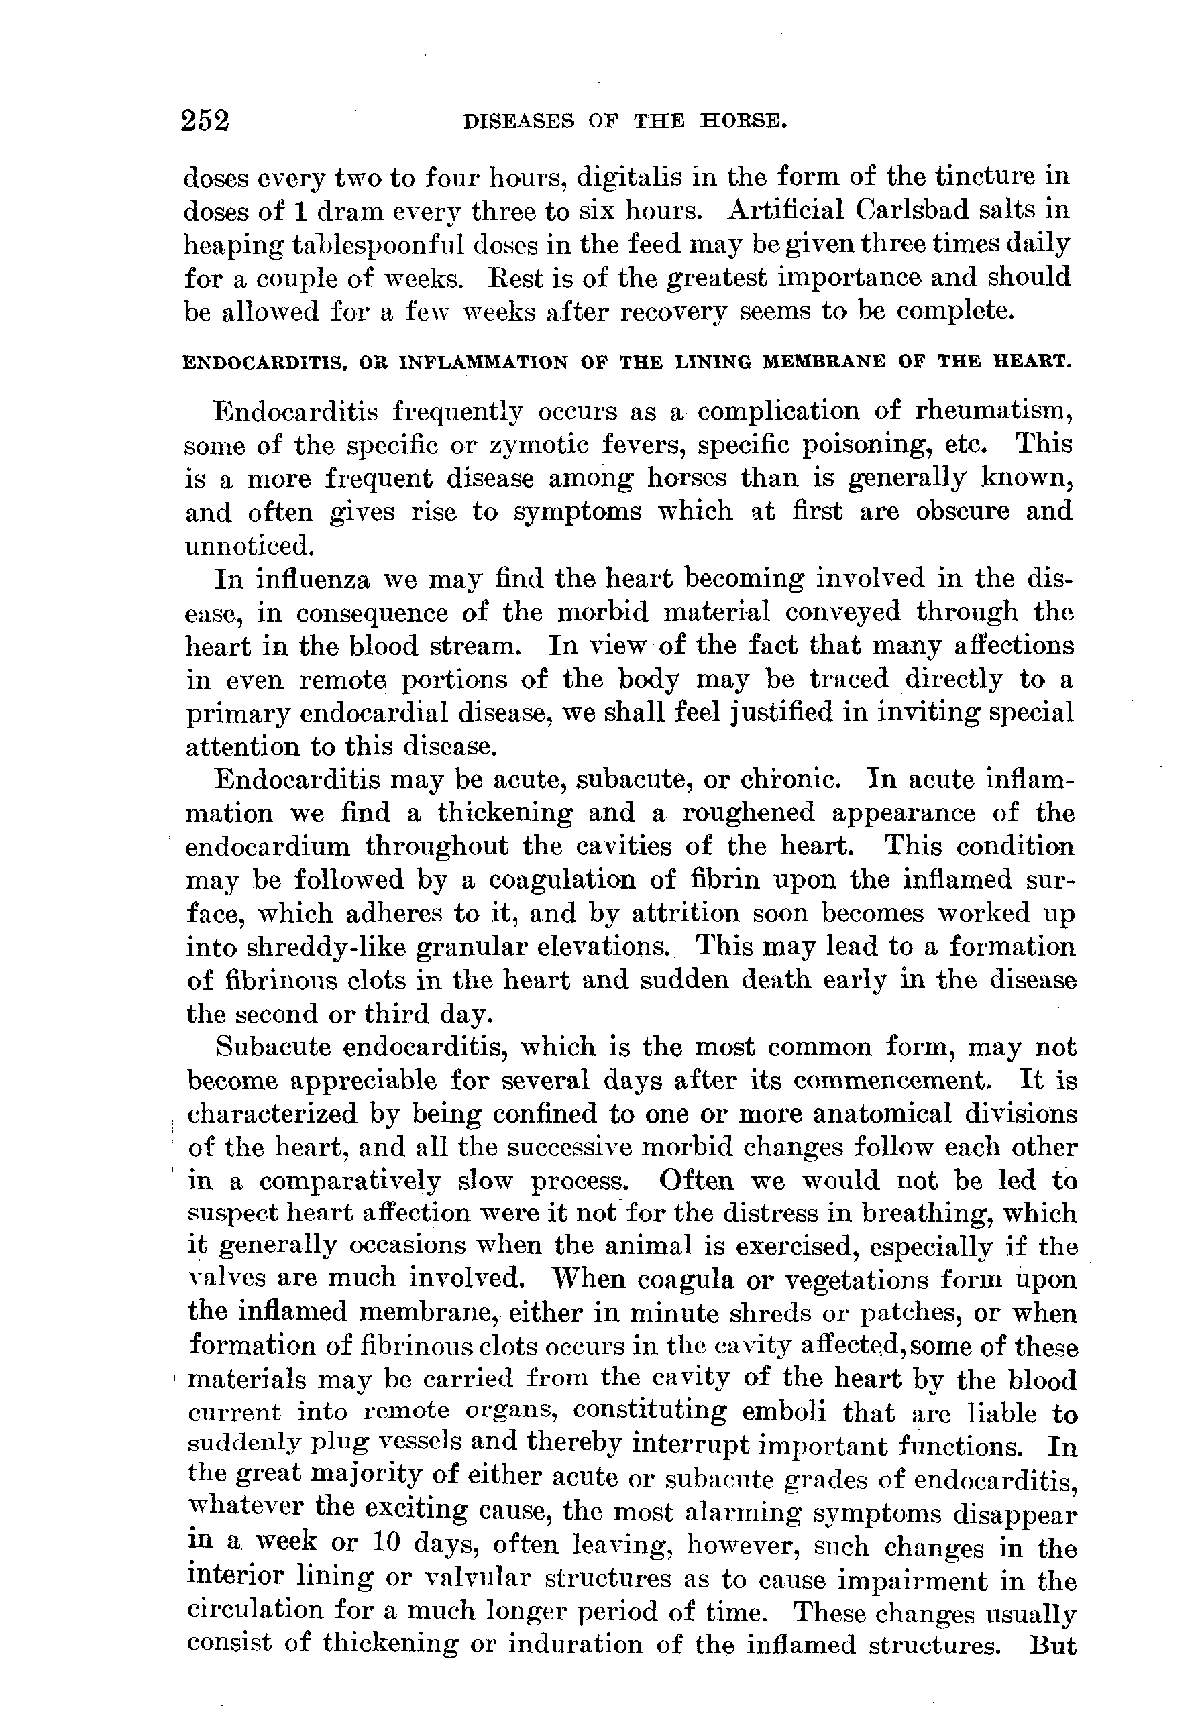 252 DISEASES OF THE HORSE.
doses every two to four hours, digitalis in the form of the tincture in
doses of 1 dram every three to six hours. Artificial Carlsbad salts in
heaping tablespoonful doses in the feed may be given three times daily
for a couple of weeks. Rest is of the greatest importance and should
be allowed for a few weeks after recovery seems to be complete.
ENDOCARDITIS, OR INFLAMMATION OF THE LINING MEMBRANE OF THE HEART.
Endocarditis frequently occurs as a complication of rheumatism,
some of the specific or zymotic fevers, specific poisoning, etc. This
is a more frequent disease among horses than is generally known,
and often gives rise to symptoms which at first are obscure and
unnoticed.
In influenza we may find the heart becoming involved in the dis-
ease, in consequence of the morbid material conveyed through the
heart in the blood stream. In view of the fact that many affections
in even remote portions of the body may be traced directly to a
primary endocardial disease, we shall feel justified in inviting special
attention to this disease.
Endocarditis may be acute, subacute, or chronic. In acute inflam-
mation we find a thickening and a roughened appearance of the
endocardium throughout the cavities of the heart. This condition
may be followed by a coagulation of fibrin upon the inflamed sur-
face, which adheres to it, and by attrition soon becomes worked up
into shreddy-like granular elevations. This may lead to a formation
of fibrinous clots in the heart and sudden death early in the disease
the second or third day.
Subacute endocarditis, which is the most common form, may not
become appreciable for several days after its commencement. It is
characterized by being confined to one or more anatomical divisions
of the heart, and all the successive morbid changes follow each other
in a comparatively slow process. Often we would not be led to
suspect heart affection were it not for the distress in breathing, which
it generally occasions when the animal is exercised, especially if the
valves are much involved. When coagula or vegetations form upon
the inflamed membrane, either in minute shreds or patches, or when
formation of fibrinous clots occurs in the cavity affected, some of these
materials may be carried from the cavity of the heart by the blood
current into remote organs, constituting emboli that are liable to
suddenly plug vessels and thereby interrupt important functions. In
the great majority of either acute or subacute grades of endocarditis,
whatever the exciting cause, the most alarming symptoms disappear
in a week or 10 days, often leaving, however, such changes in the
interior lining or valvular structures as to cause impairment in the
circulation for a much longer period of time. These changes usually
consist of thickening or induration of the inflamed structures. But